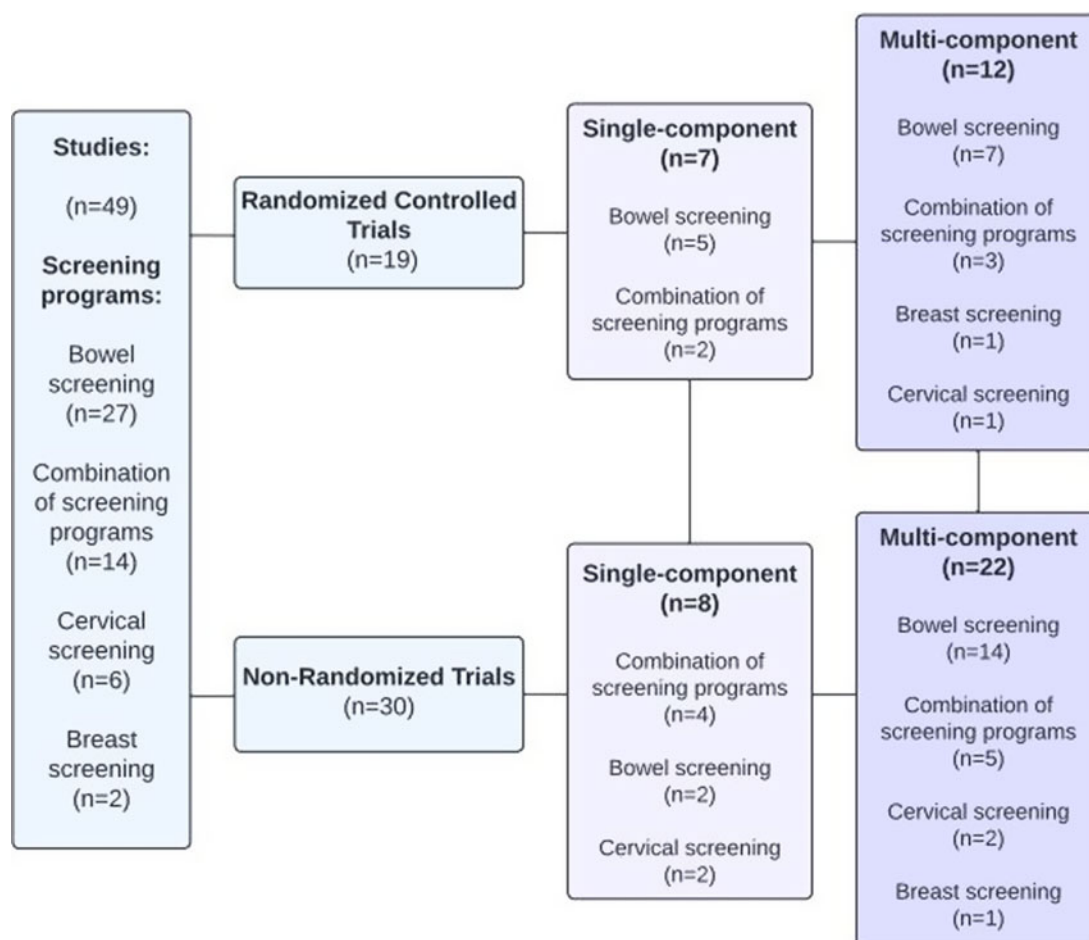 Studies:
(n=49)
Screening
programs:
Bowel
screening
(n=27)
Combination
of screening
programs
(n=14)
Cervical
screening
(n=6)
Breast
screening
(n=2)
Randomized Controlled
Trials
(n=19)
Non-Randomized Trials
(n=30)
Single-component
(n=7)
Bowel screening
(n=5)
Combination of
screening programs
(n=2)
Single-component
(n=8)
Combination of
screening programs
(n=4)
Bowel screening
(n=2)
Cervical screening
(n=2)
Multi-component
(n=12)
Bowel screening
(n=7)
Combination of
screening programs
(n=3)
Breast screening
(n=1)
Cervical screening
(n=1)
Multi-component
(n=22)
Bowel screening
(n=14)
Combination of
screening programs
(n=5)
Cervical screening
(n=2)
Breast screening
(n=1)